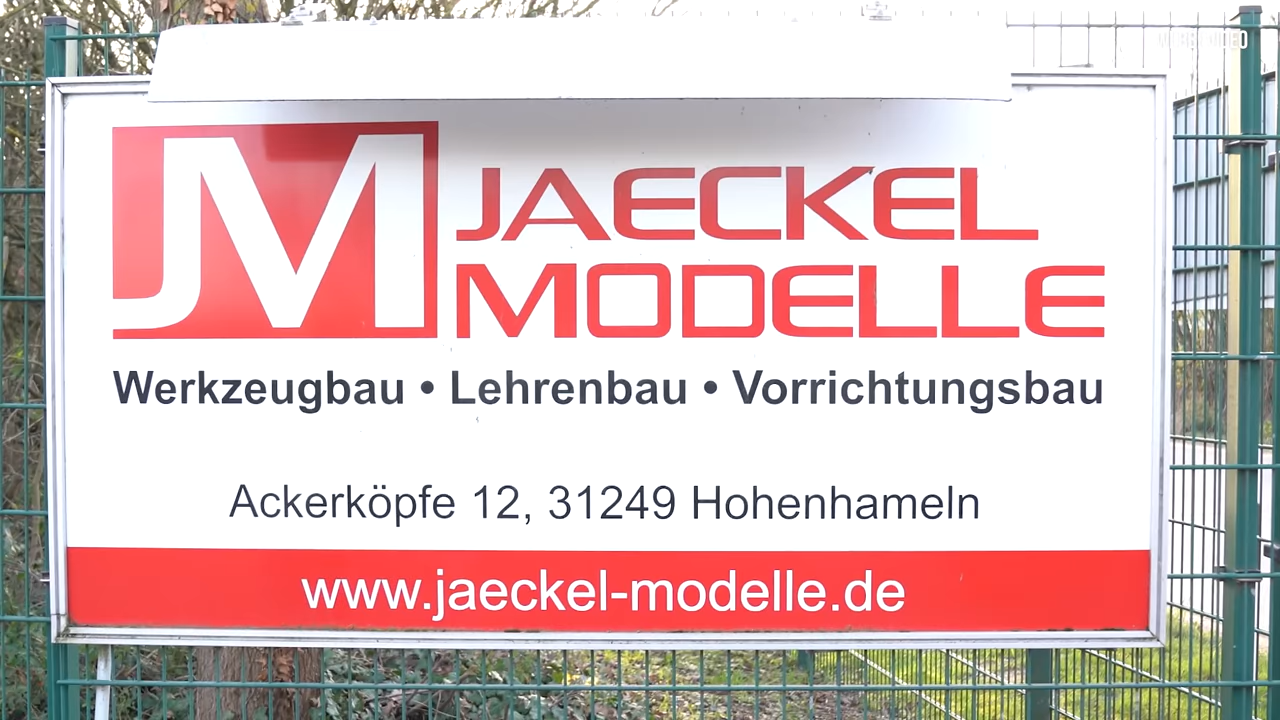 JM
JAECKEL
MODELLE
Werkzeugbau • Lehrenbau • Vorrichtungsbau
Ackerköpfe 12, 31249 Hohenhameln
www.jaeckel-modelle.de